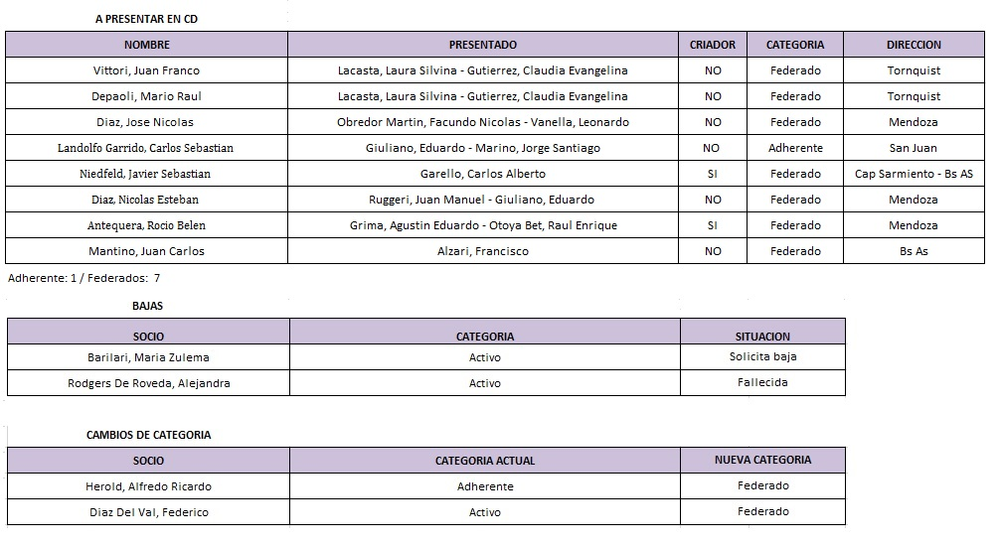 A PRESENTAR EN CD
NOMBRE PRESENTADO CRIADOR CATEGORIA DIRECCION
Vittori, Juan Franco Lacasta, Laura Silvina - Gutierrez, Claudia Evangelina NO Federado Tornquist
Depaoli, Mario Raul Lacasta, Laura Silvina - Gutierrez, Claudia Evangelina NO Federado Tornquist
Diaz, Jose Nicolas Obredor Martin, Facundo Nicolas - Vanella, Leonardo NO Federado Mendoza
Landolfo Garrido, Carlos Sebastian Giuliano, Eduardo - Marino, Jorge Santiago NO Adherente San Juan
Niedfeld, Javier Sebastian Garello, Carlos Alberto SI Federado Cap Sarmiento - Bs AS
Diaz, Nicolas Esteban Ruggeri, Juan Manuel - Giuliano, Eduardo NO Federado Mendoza
Antequera, Rocio Belen Grima, Agustin Eduardo - Otoya Bet, Raul Enrique SI Federado Mendoza
Mantino, Juan Carlos Alzari, Francisco NO Federado Bs As
Adherente: 1 / Federados: 7
BAJAS
SOCIO CATEGORIA SITUACION
Barilari, Maria Zulema Activo Solicita baja
Rodgers De Roveda, Alejandra Activo Fallecida
CAMBIOS DE CATEGORIA
SOCIO CATEGORIA ACTUAL NUEVA CATEGORIA
Herold, Alfredo Ricardo Adherente Federado
Diaz Del Val, Federico Activo Federado